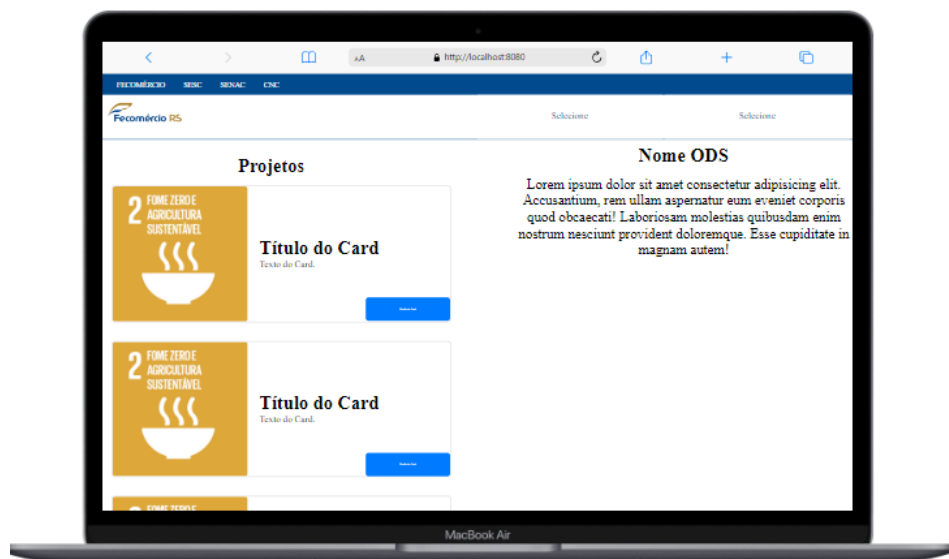 AA
http://localhost:8080
FECOMÉRCIO SESC SENAC CNC
Fecomércio RS
Selecione
Selecione
Projetos
2 FOME ZERO E
AGRICULTURA
SUSTENTÁVEL
Título do Card
Texto do Card.
2 FOME ZERO E
AGRICULTURA
SUSTENTÁVEL
Título do Card
Texto do Card.
FOME ZERO E
Nome ODS
Lorem ipsum dolor sit amet consectetur adipisicing elit.
Accusantium, rem ullam aspernatur eum eveniet corporis
quod obcaecati! Laboriosam molestias quibusdam enim
nostrum nesciunt provident doloremque. Esse cupiditate in
magnam autem!
MacBook Air